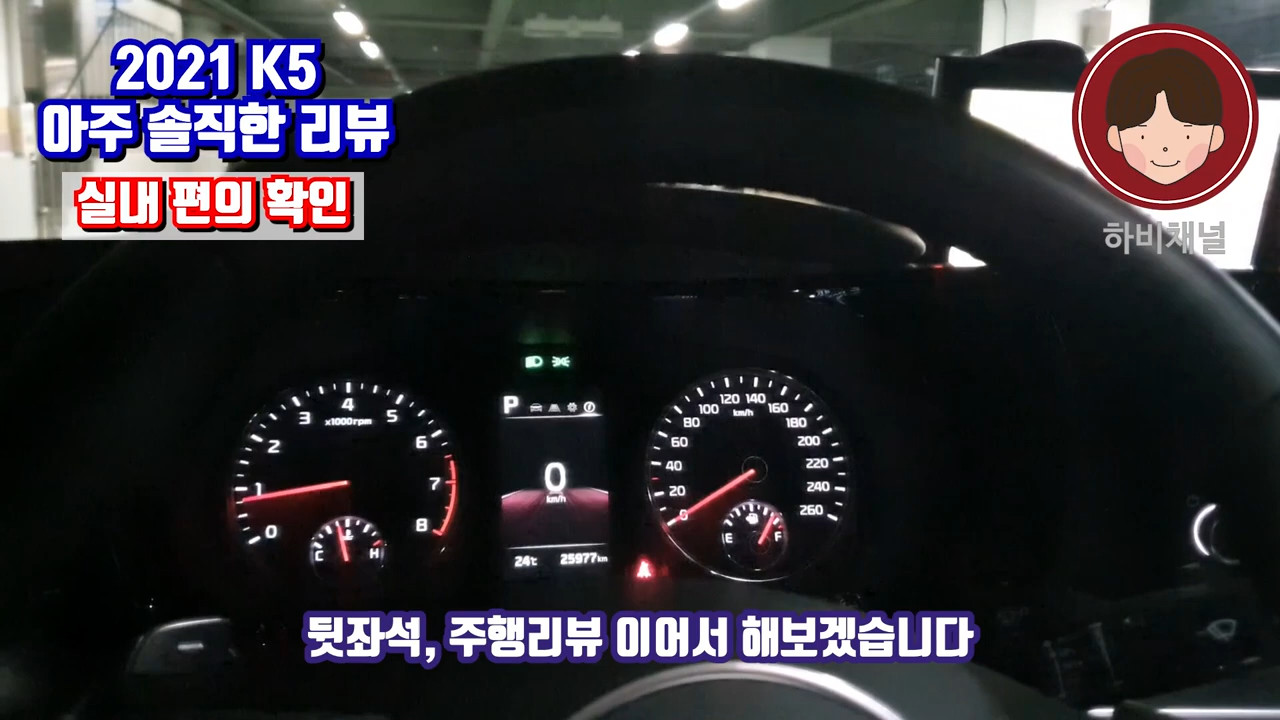 2021 K5
아주 솔직한 리뷰
실내 편의 확인
하비채널
0 1 2 3 4 5 6 7 8
x1000rpm
C H
P
0
km/h
24℃ 25977km
0 20 40 60 80 100 120 140 160 180 200 220 240 260
km/h
E F
뒷좌석, 주행리뷰 이어서 해보겠습니다